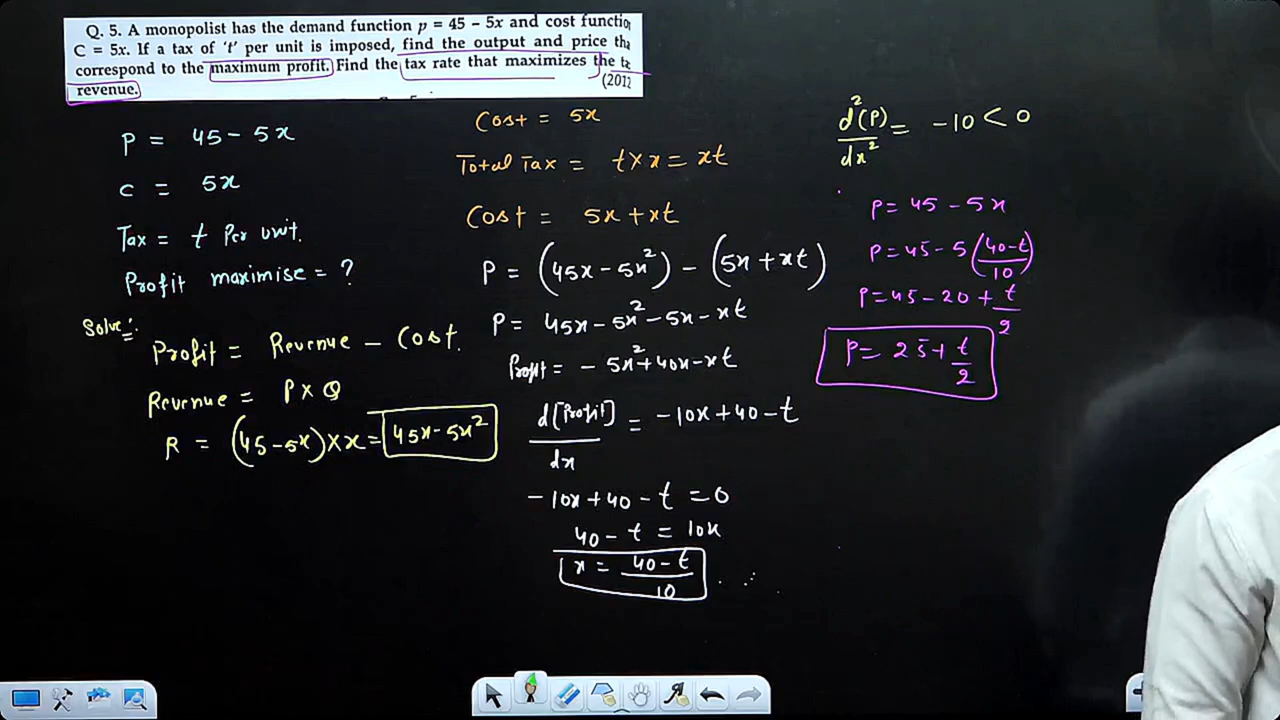 Q. 5. A monopolist has the demand function p = 45 – 5x and cost
C = 5x. If a tax of 't' per unit is imposed, find the output and price
correspond to the maximum profit. Find the tax rate that maximizes the
revenue.
(2012
P = 45 - 5x
C = 5x
Tax = t Per unit.
Profit maximise = ?
Solve:
Profit = Revenue - Cost.
Revenue = P × Q
R = (45 - 5x) × x = 45x - 5x²
Cost = 5x
Total Tax = t × x = xt
Cost = 5x + xt
P = (45x - 5x²) - (5x + xt)
P = 45x - 5x² - 5x - xt
Profit = - 5x² + 40x - xt
d[Profit]/dx = -10x + 40 - t
-10x + 40 - t = 0
40 - t = 10x
x = 40 - t/10
d²(P)/dx² = -10 < 0
P = 45 - 5x
P = 45 - 5(40-t/10)
P = 45 - 20 + t/2
P = 25 + t/2